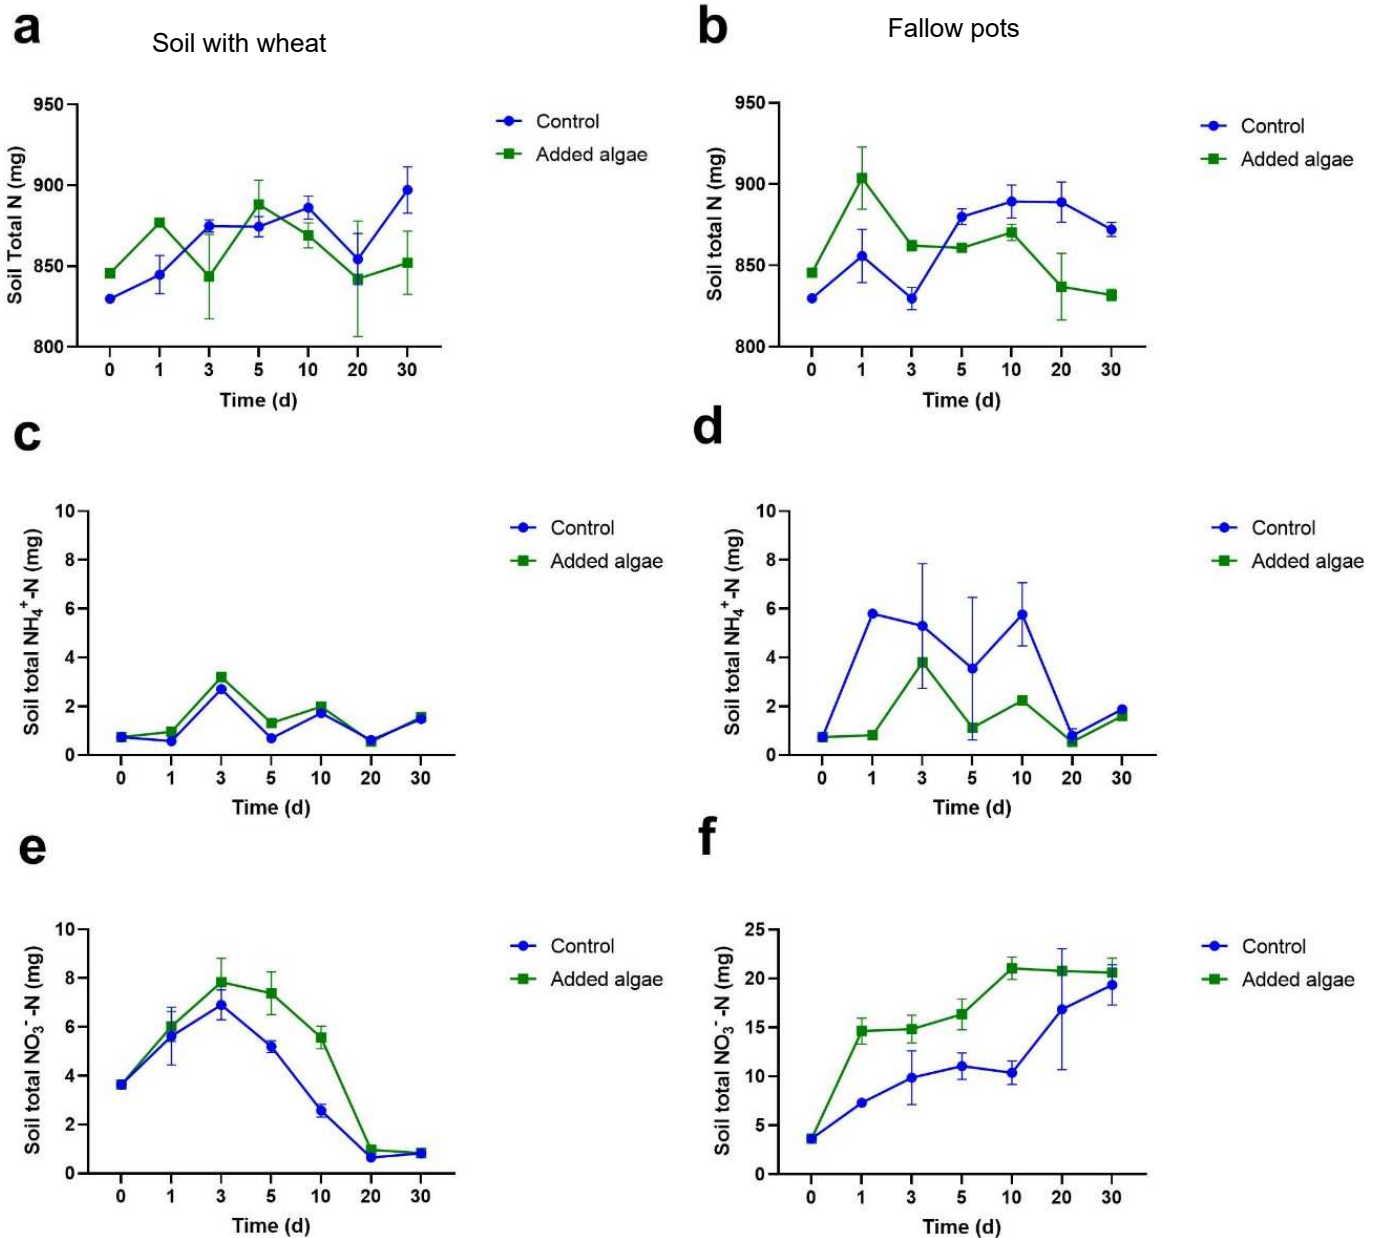 a
Soil with wheat
950
900
850
800
Soil Total N (mg)
0 1 3 5 10 20 30
Time (d)
Control
Added algae
b
Fallow pots
950
900
850
800
Soil total N (mg)
0 1 3 5 10 20 30
Time (d)
Control
Added algae
c
10
8
6
4
2
0
Soil total NH₄⁺-N (mg)
0 1 3 5 10 20 30
Time (d)
Control
Added algae
d
10
8
6
4
2
0
Soil total NH₄⁺-N (mg)
0 1 3 5 10 20 30
Time (d)
Control
Added algae
e
10
8
6
4
2
0
Soil total NO₃⁻-N (mg)
0 1 3 5 10 20 30
Time (d)
Control
Added algae
f
25
20
15
10
5
0
Soil total NO₃⁻-N (mg)
0 1 3 5 10 20 30
Time (d)
Control
Added algae